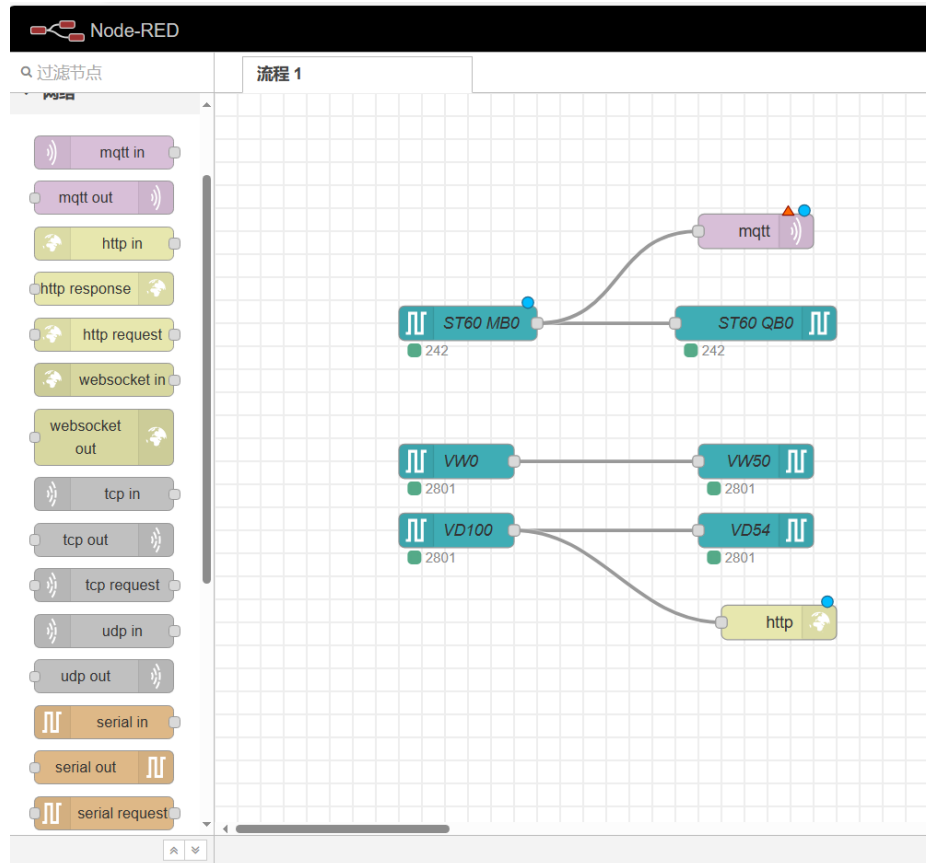 Node-RED
过滤节点
流程 1
网络
mqtt in
mqtt out
http in
http response
http request
websocket in
websocket
out
tcp in
tcp out
tcp request
udp in
udp out
serial in
serial out
serial request
mqtt
ST60 MB0
242
ST60 QB0
242
VW0
2801
VW50
2801
VD100
2801
VD54
2801
http